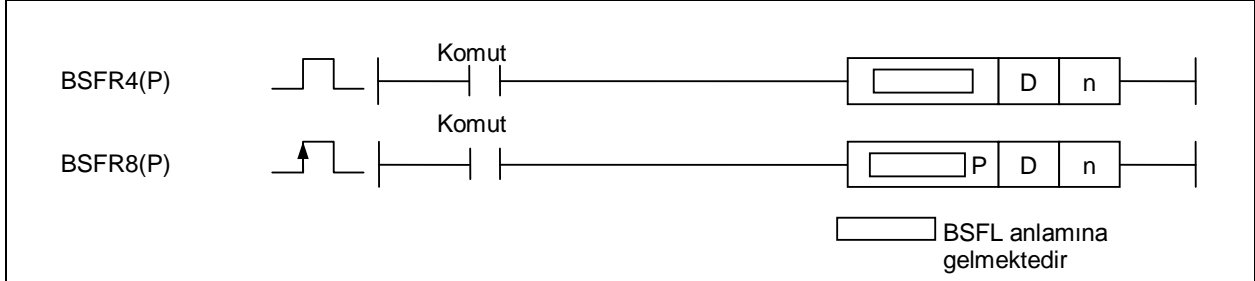 Komut
BSFR4(P)
D n
Komut
BSFR8(P)
P D n
BSFL anlamına
gelmektedir